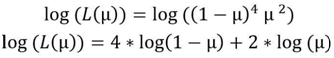 log (L(μ)) = log ((1 − μ)⁴ μ ²)
log (L(μ)) = 4 * log(1 − μ) + 2 * log (μ)